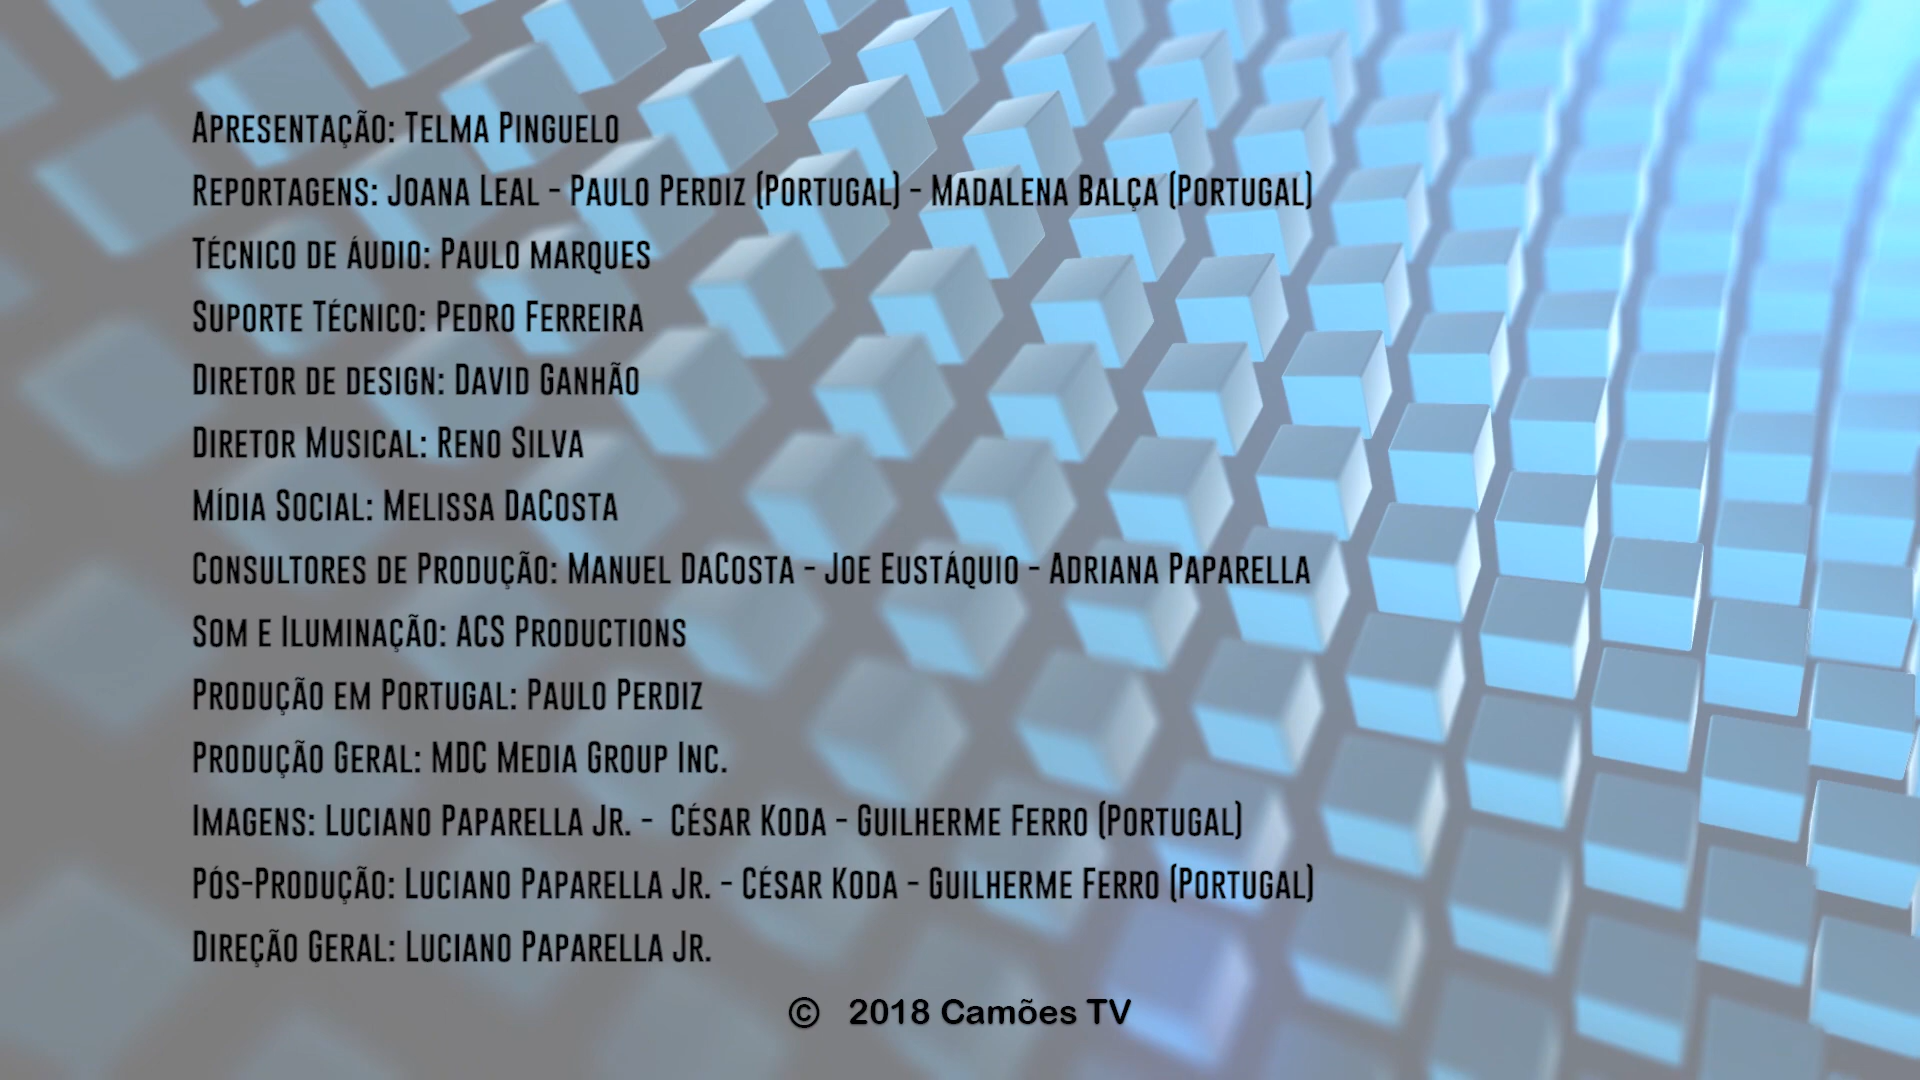 Apresentação: Telma Pinguelo
Reportagens: Joana Leal - Paulo Perdiz (Portugal) - Madalena Balça (Portugal)
Técnico de áudio: Paulo marques
Suporte Técnico: Pedro Ferreira
Diretor de design: David Ganhão
Diretor Musical: Reno Silva
Mídia Social: Melissa DaCosta
Consultores de Produção: Manuel DaCosta - Joe Eustáquio - Adriana Paparella
Som e Iluminação: ACS Productions
Produção em Portugal: Paulo Perdiz
Produção Geral: MDC Media Group Inc.
Imagens: Luciano Paparella Jr. - César Koda - Guilherme Ferro (Portugal)
Pós-Produção: Luciano Paparella Jr. - César Koda - Guilherme Ferro (Portugal)
Direção Geral: Luciano Paparella Jr.
© 2018 Camões TV